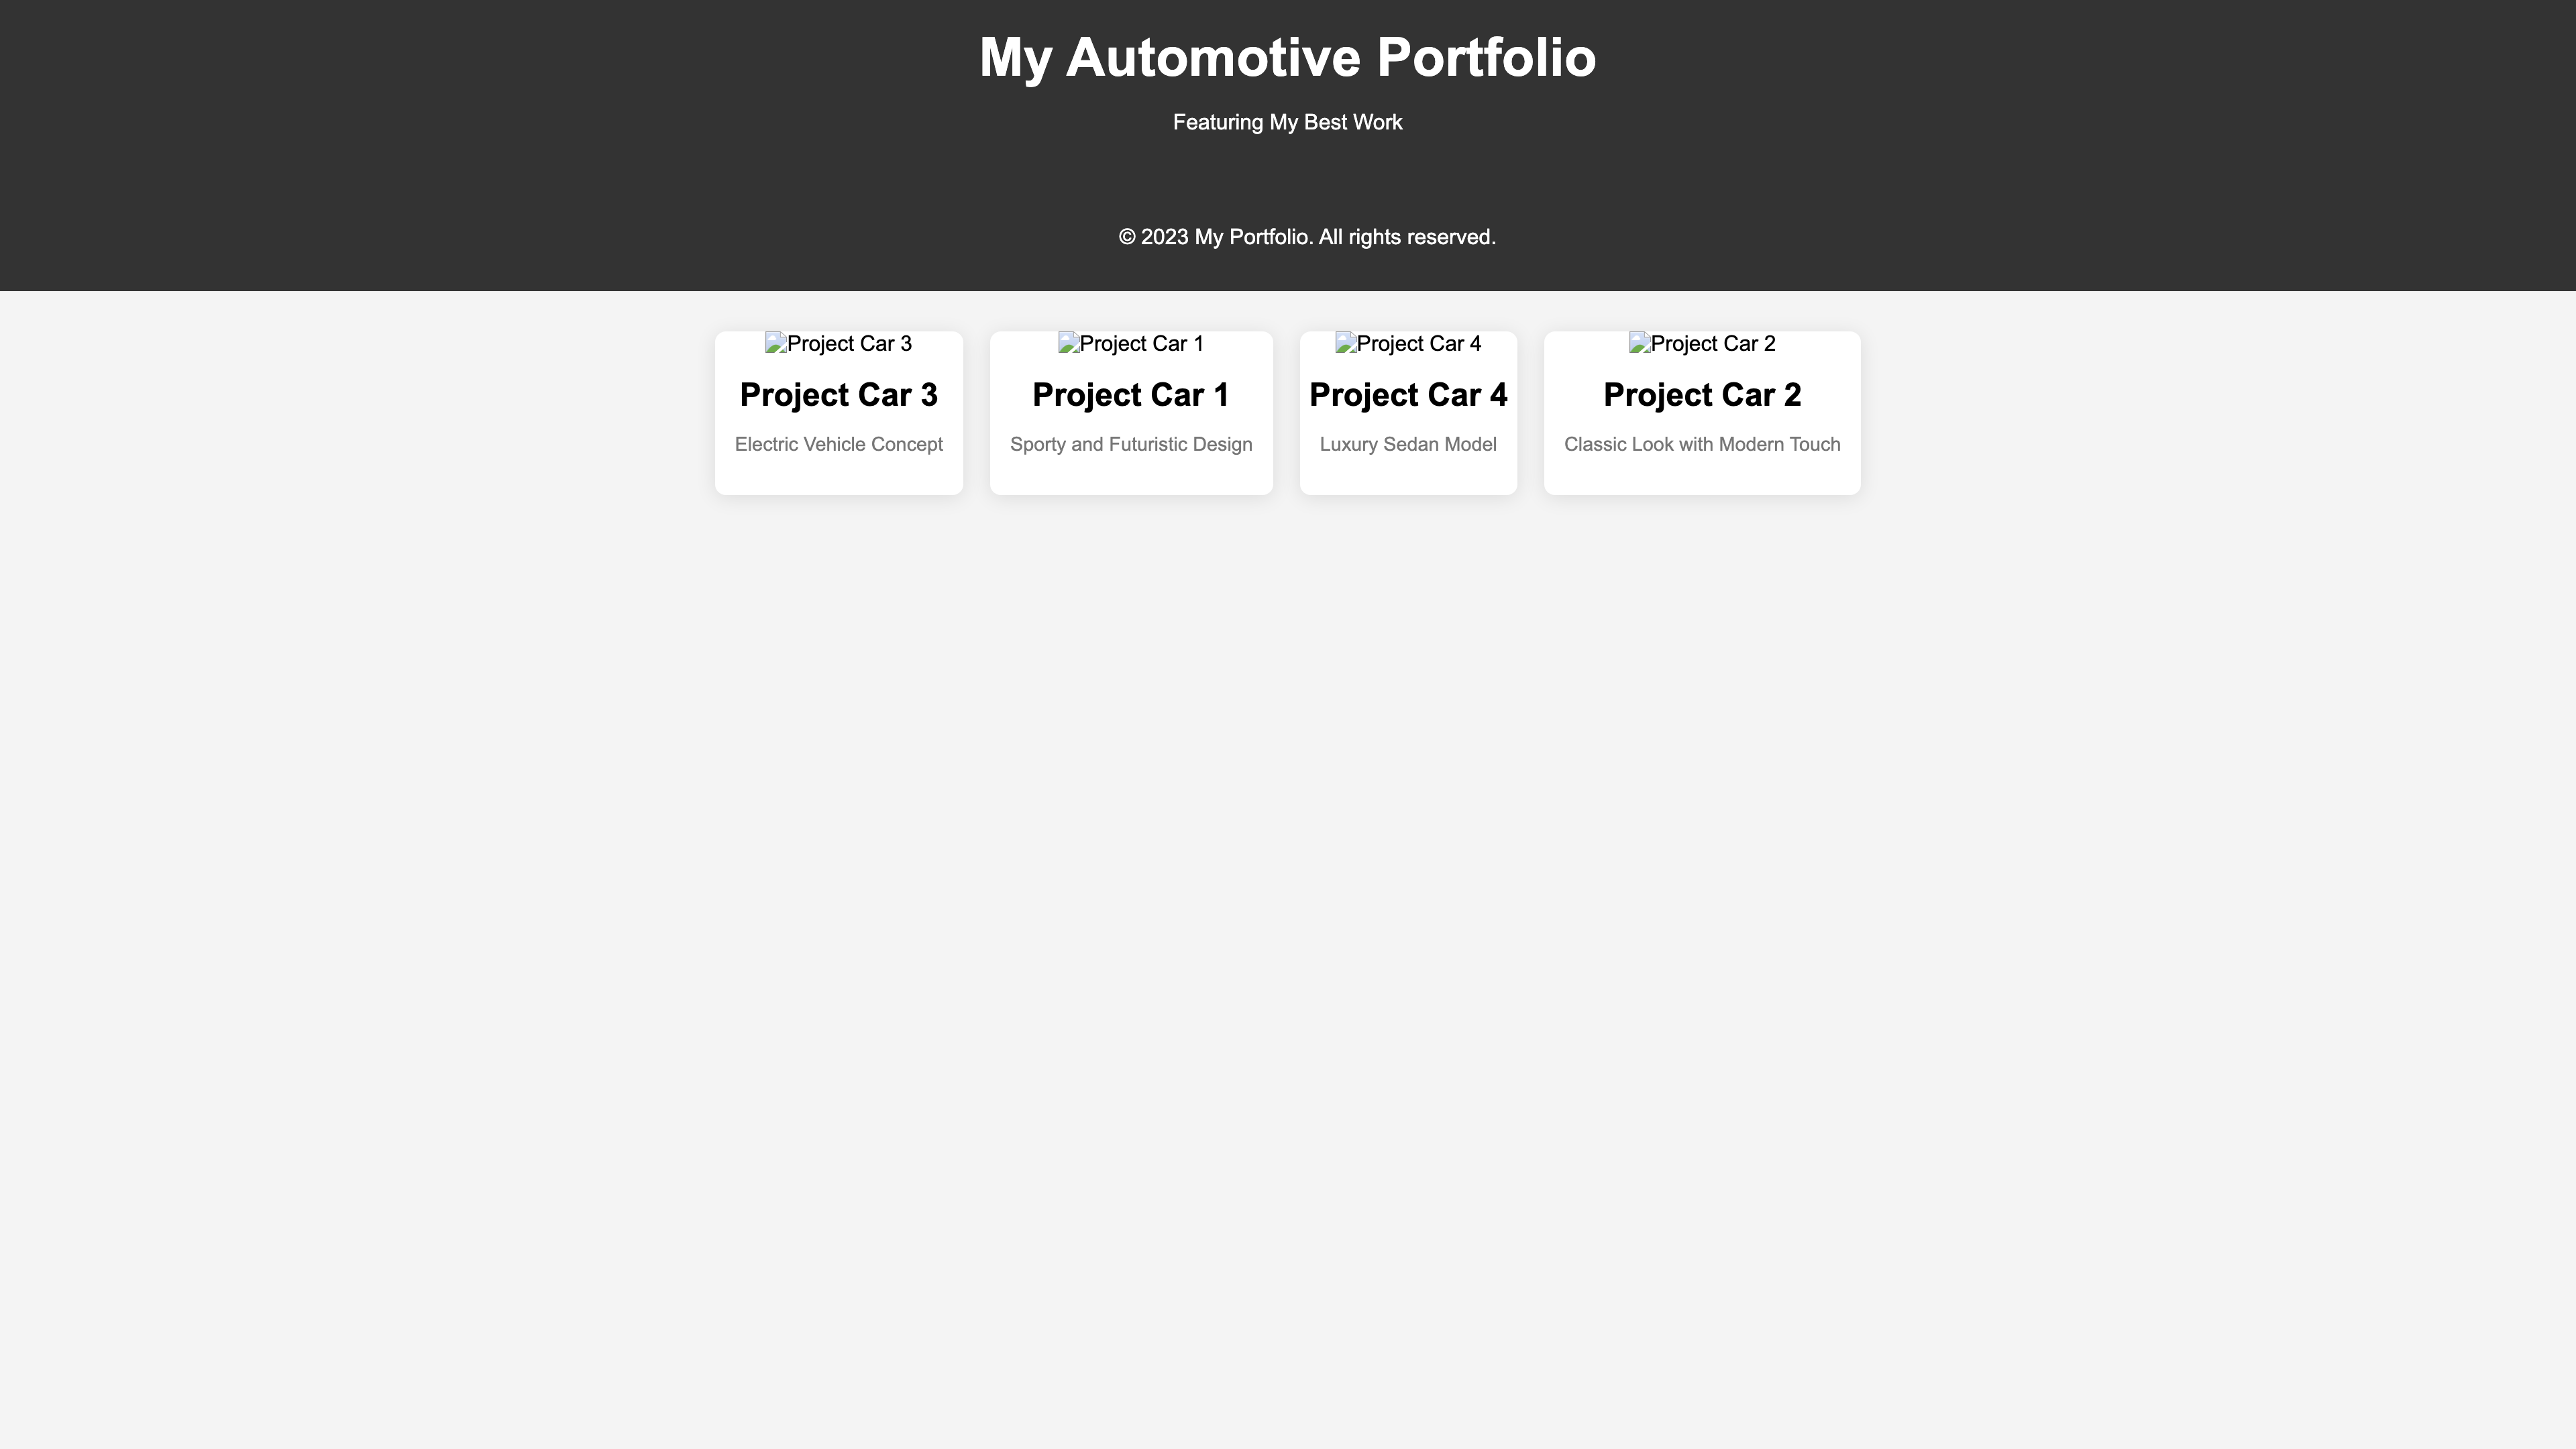 My Automotive Portfolio
Featuring My Best Work
© 2023 My Portfolio. All rights reserved.
Project Car 3
Project Car 3
Electric Vehicle Concept
Project Car 1
Project Car 1
Sporty and Futuristic Design
Project Car 4
Project Car 4
Luxury Sedan Model
Project Car 2
Project Car 2
Classic Look with Modern Touch